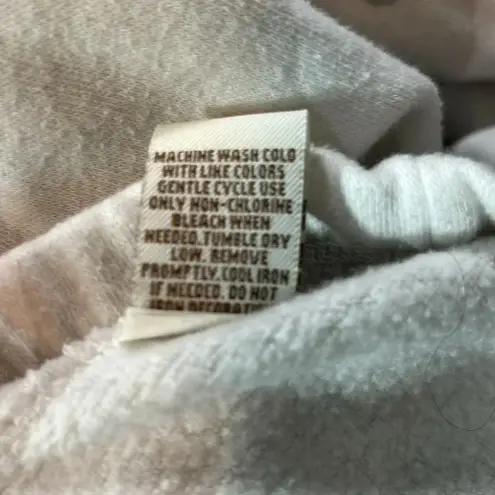 MACHINE WASH COLD
WITH LIKE COLORS
GENTLE CYCLE USE
ONLY NON-CHLORINE
BLEACH WHEN
NEEDED. TUMBLE DRY
LOW. REMOVE
PROMPTLY. COOL IRON
IF NEEDED. DO NOT
IRON